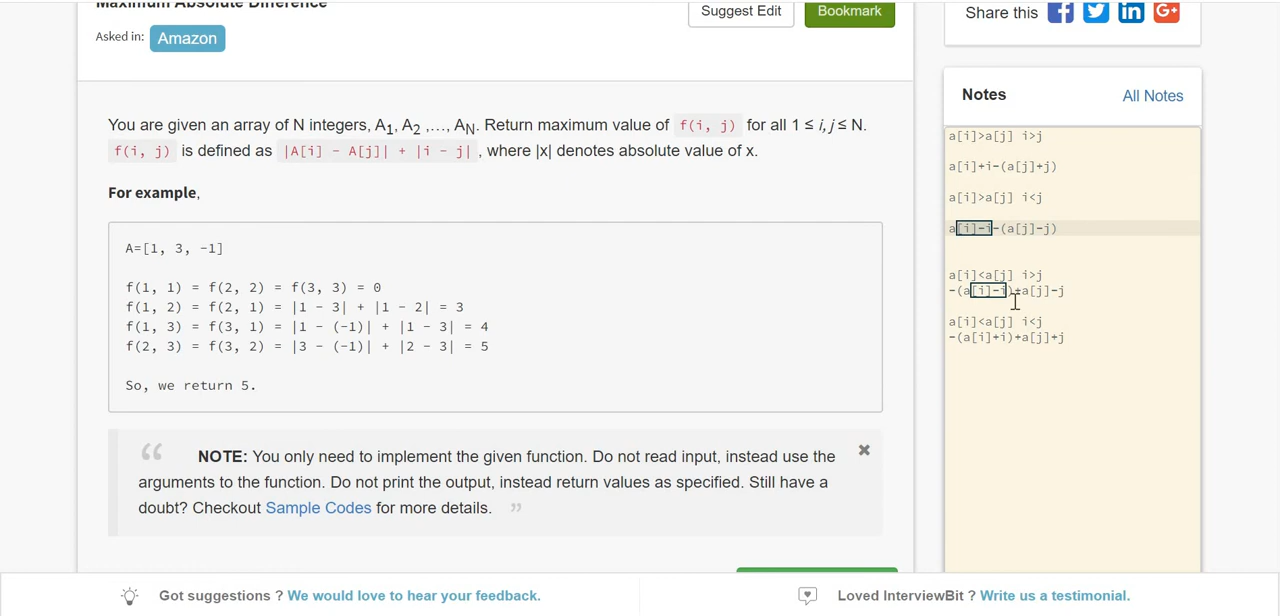 Maximum Absolute Difference
Suggest Edit
Bookmark
Asked in: Amazon
You are given an array of N integers, A1, A2 ,...., AN. Return maximum value of f(i, j) for all 1 ≤ i, j ≤ N.
f(i, j) is defined as |A[i] - A[j]| + |i - j| , where |x| denotes absolute value of x.
For example,
A=[1, 3, -1]
f(1, 1) = f(2, 2) = f(3, 3) = 0
f(1, 2) = f(2, 1) = |1 - 3| + |1 - 2| = 3
f(1, 3) = f(3, 1) = |1 - (-1)| + |1 - 3| = 4
f(2, 3) = f(3, 2) = |3 - (-1)| + |2 - 3| = 5
So, we return 5.
“ NOTE: You only need to implement the given function. Do not read input, instead use the
arguments to the function. Do not print the output, instead return values as specified. Still have a
doubt? Checkout Sample Codes for more details. ”
Share this f in G+
Notes
All Notes
a[i]>a[j] i>j
a[i]+i-(a[j]+j)
a[i]>a[j] i<j
a[i]-i-(a[j]-j)
a[i]<a[j] i>j
-(a[i]-i)+a[j]-j
a[i]<a[j] i<j
-(a[i]+i)+a[j]+j
Got suggestions ? We would love to hear your feedback.
Loved InterviewBit ? Write us a testimonial.